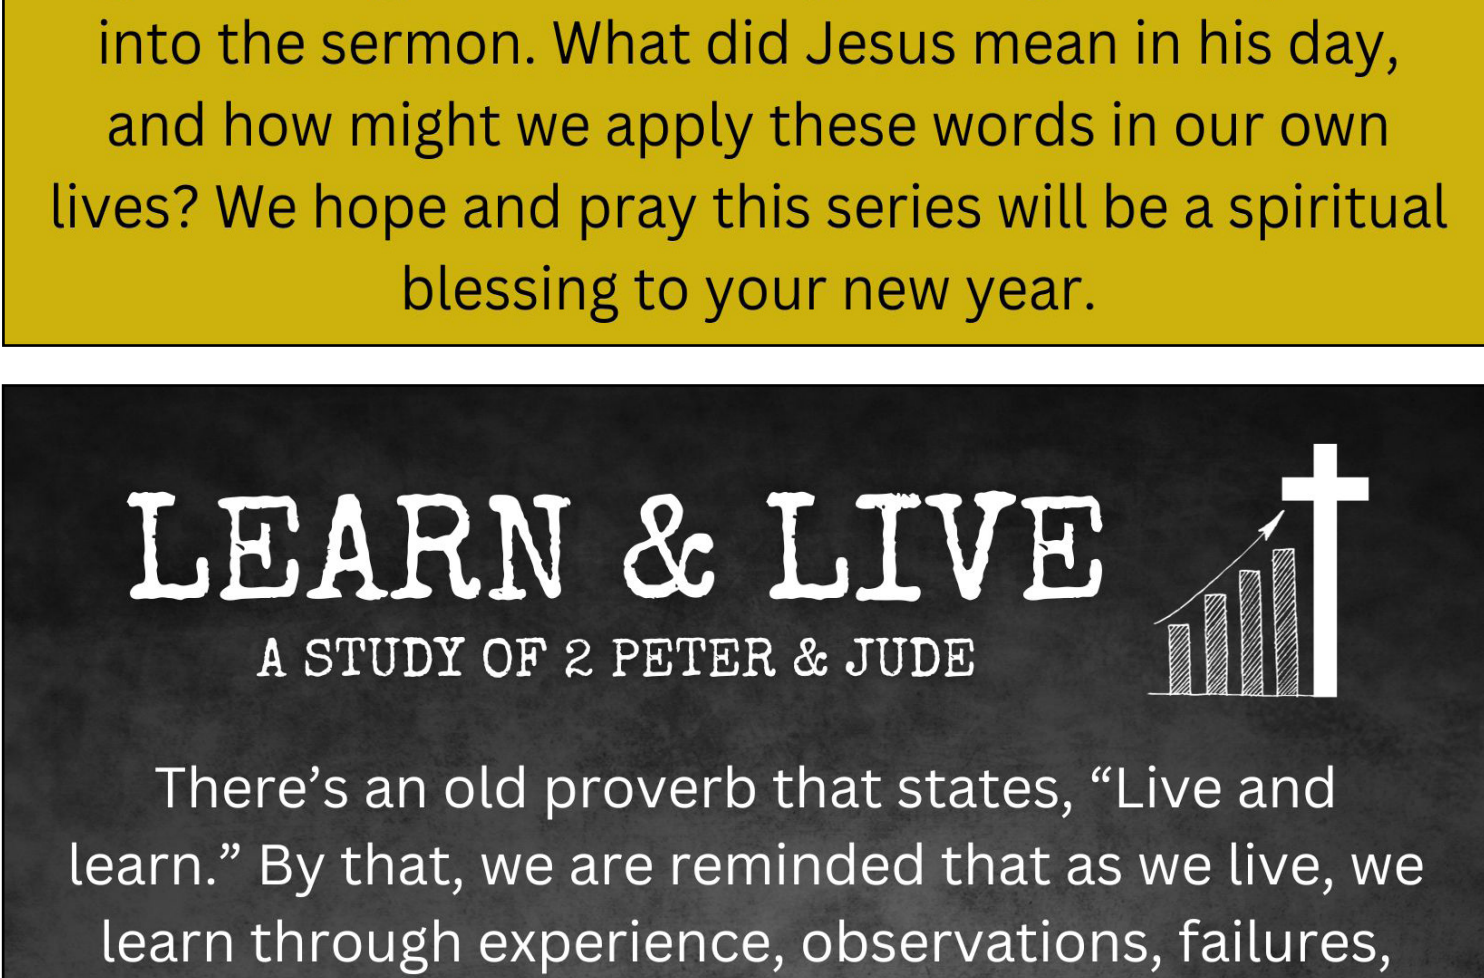 into the sermon. What did Jesus mean in his day,
and how might we apply these words in our own
lives? We hope and pray this series will be a spiritual
blessing to your new year.
LEARN & LIVE
A STUDY OF 2 PETER & JUDE
There’s an old proverb that states, “Live and
learn.” By that, we are reminded that as we live, we
learn through experience, observations, failures,